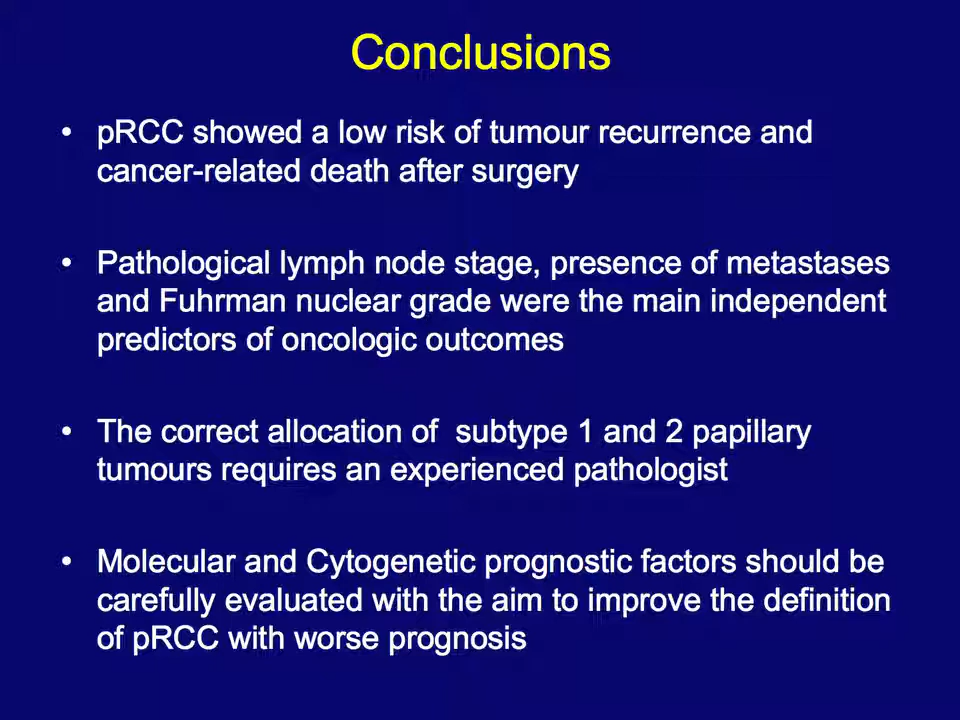 Conclusions
• pRCC showed a low risk of tumour recurrence and
cancer-related death after surgery
• Pathological lymph node stage, presence of metastases
and Fuhrman nuclear grade were the main independent
predictors of oncologic outcomes
• The correct allocation of  subtype 1 and 2 papillary
tumours requires an experienced pathologist
• Molecular and Cytogenetic prognostic factors should be
carefully evaluated with the aim to improve the definition
of pRCC with worse prognosis